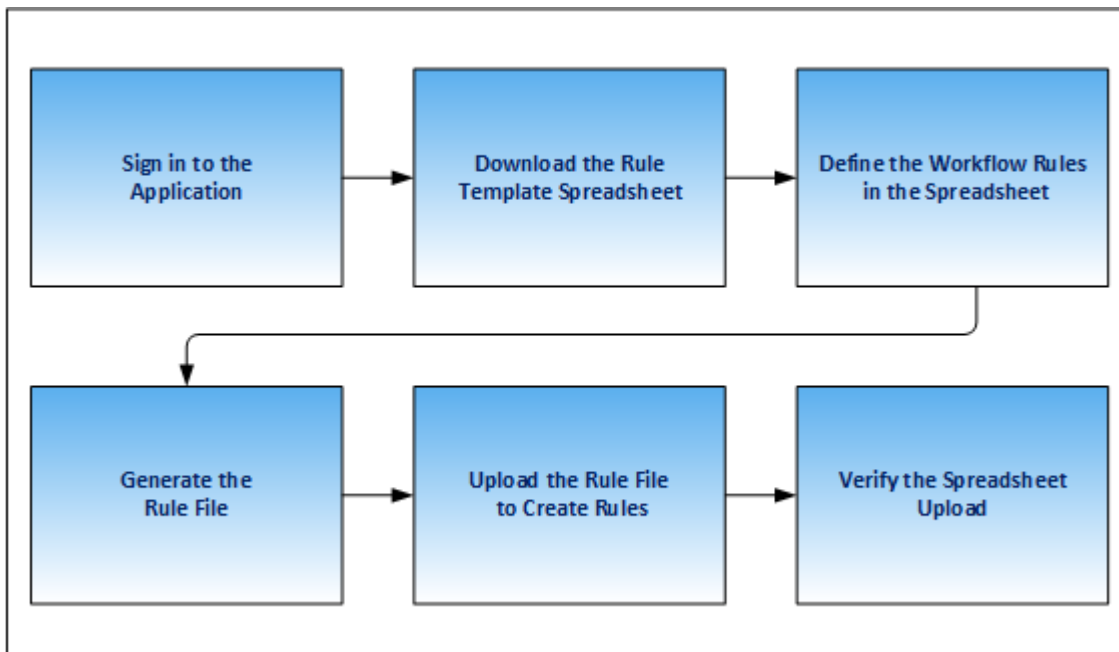 Sign in to the
Application
Download the Rule
Template Spreadsheet
Define the Workflow Rules
in the Spreadsheet
Generate the
Rule File
Upload the Rule File
to Create Rules
Verify the Spreadsheet
Upload